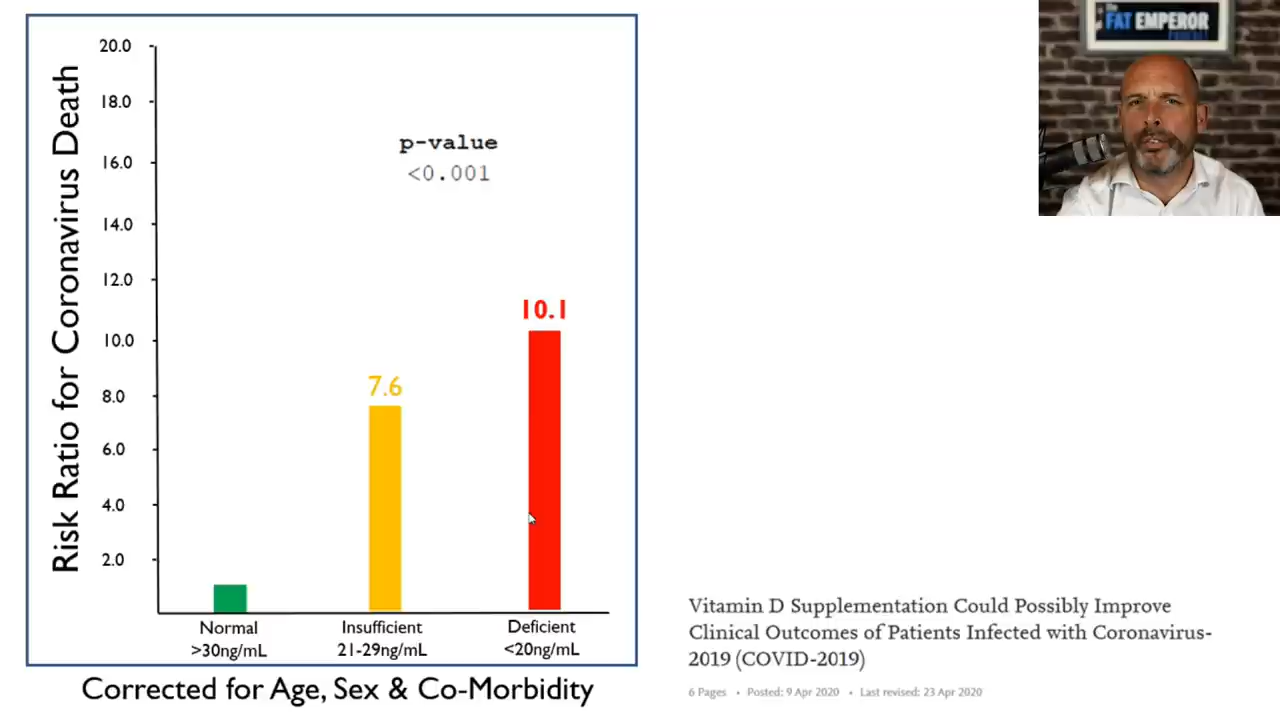 Risk Ratio for Coronavirus Death
20.0
18.0
16.0
14.0
12.0
10.0
8.0
6.0
4.0
2.0
p-value
<0.001
7.6
10.1
Normal
>30ng/mL
Insufficient
21-29ng/mL
Deficient
<20ng/mL
Corrected for Age, Sex & Co-Morbidity
The
FAT EMPEROR
PODCAST
Vitamin D Supplementation Could Possibly Improve
Clinical Outcomes of Patients Infected with Coronavirus-
2019 (COVID-2019)
6 Pages • Posted: 9 Apr 2020 • Last revised: 23 Apr 2020